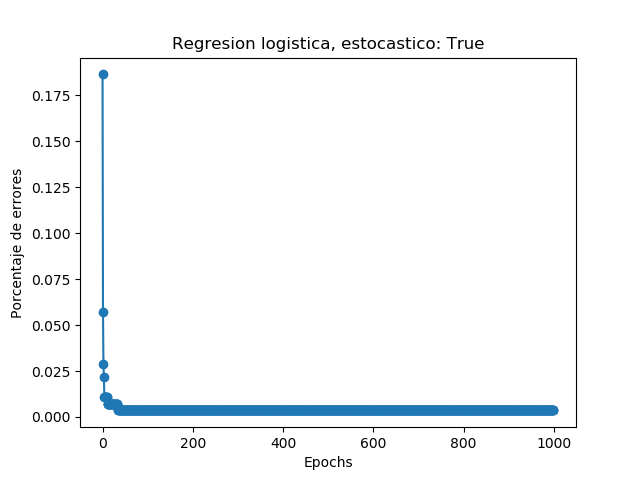 Regresion logistica, estocastico: True
0.175
0.150
0.125
0.100
0.075
0.050
0.025
0.000
Porcentaje de errores
0 200 400 600 800 1000
Epochs